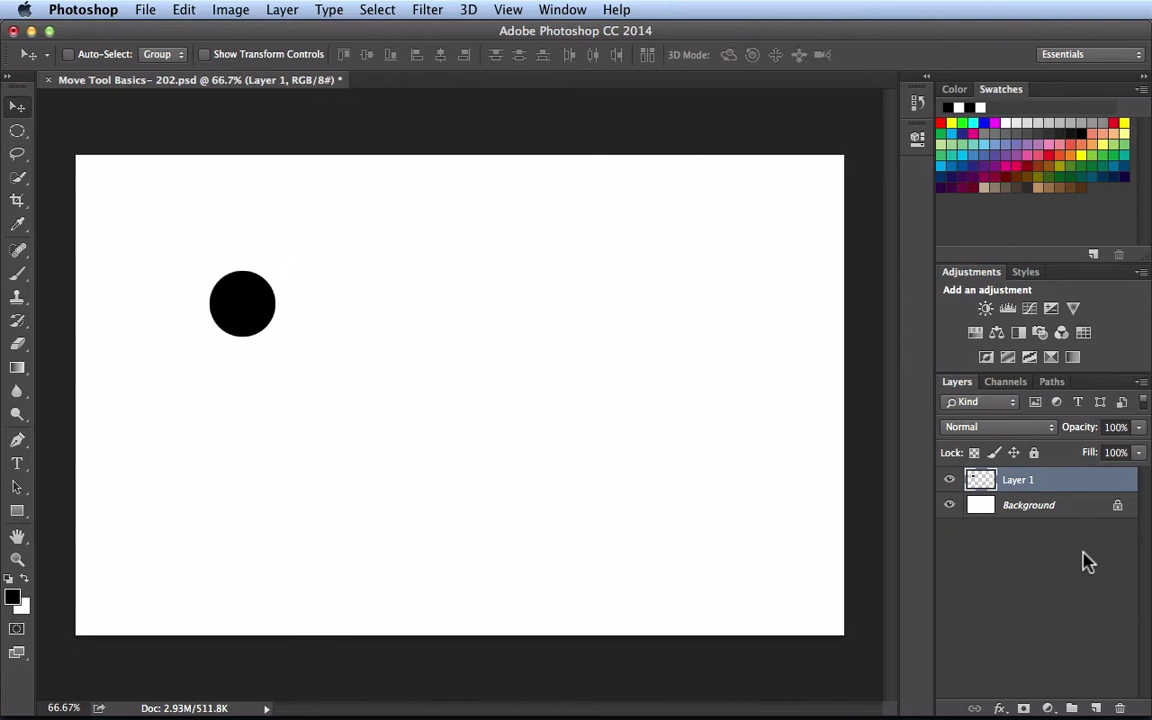 Photoshop File Edit Image Layer Type Select Filter 3D View Window Help
Adobe Photoshop CC 2014
Auto-Select: Group Show Transform Controls 3D Mode: Essentials
× Move Tool Basics- 202.psd @ 66.7% (Layer 1, RGB/8#) *
Color Swatches
Adjustments Styles
Add an adjustment
Layers Channels Paths
Kind T
Normal Opacity: 100%
Lock: Fill: 100%
Layer 1
Background
T
66.67% Doc: 2.93M/511.8K
fx